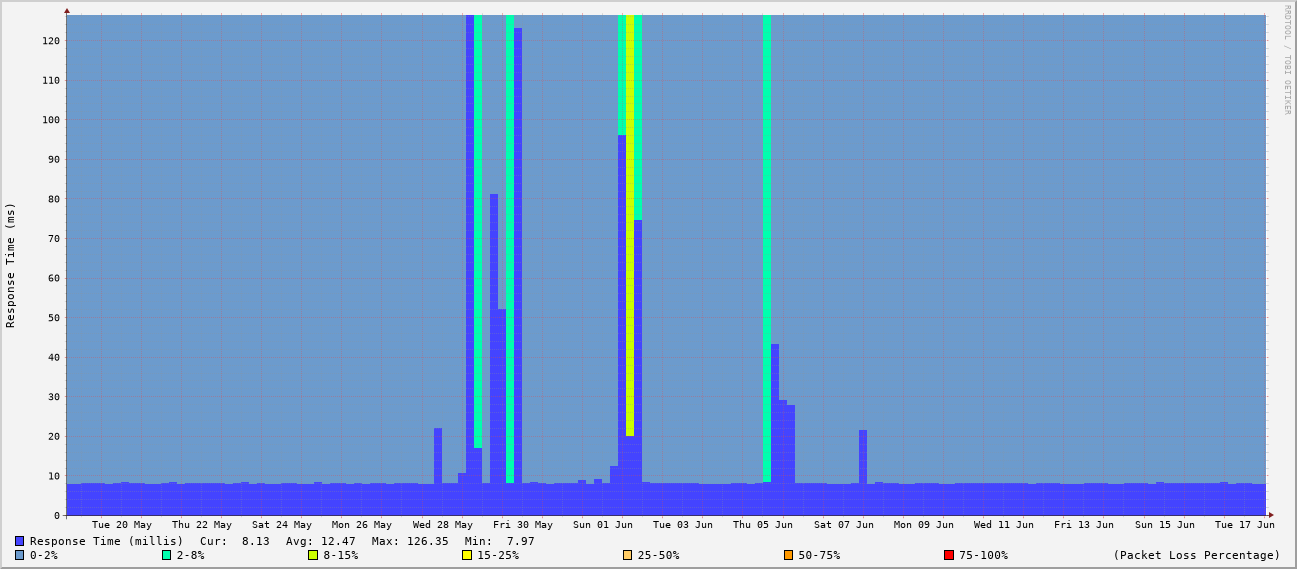 RRDTOOL / TOBI OETIKER
Response Time (ms)
120
110
100
90
80
70
60
50
40
30
20
10
0
Tue 20 May Thu 22 May Sat 24 May Mon 26 May Wed 28 May Fri 30 May Sun 01 Jun Tue 03 Jun Thu 05 Jun Sat 07 Jun Mon 09 Jun Wed 11 Jun Fri 13 Jun Sun 15 Jun Tue 17 Jun
Response Time (millis) Cur: 8.13 Avg: 12.47 Max: 126.35 Min: 7.97
0-2% 2-8% 8-15% 15-25% 25-50% 50-75% 75-100% (Packet Loss Percentage)